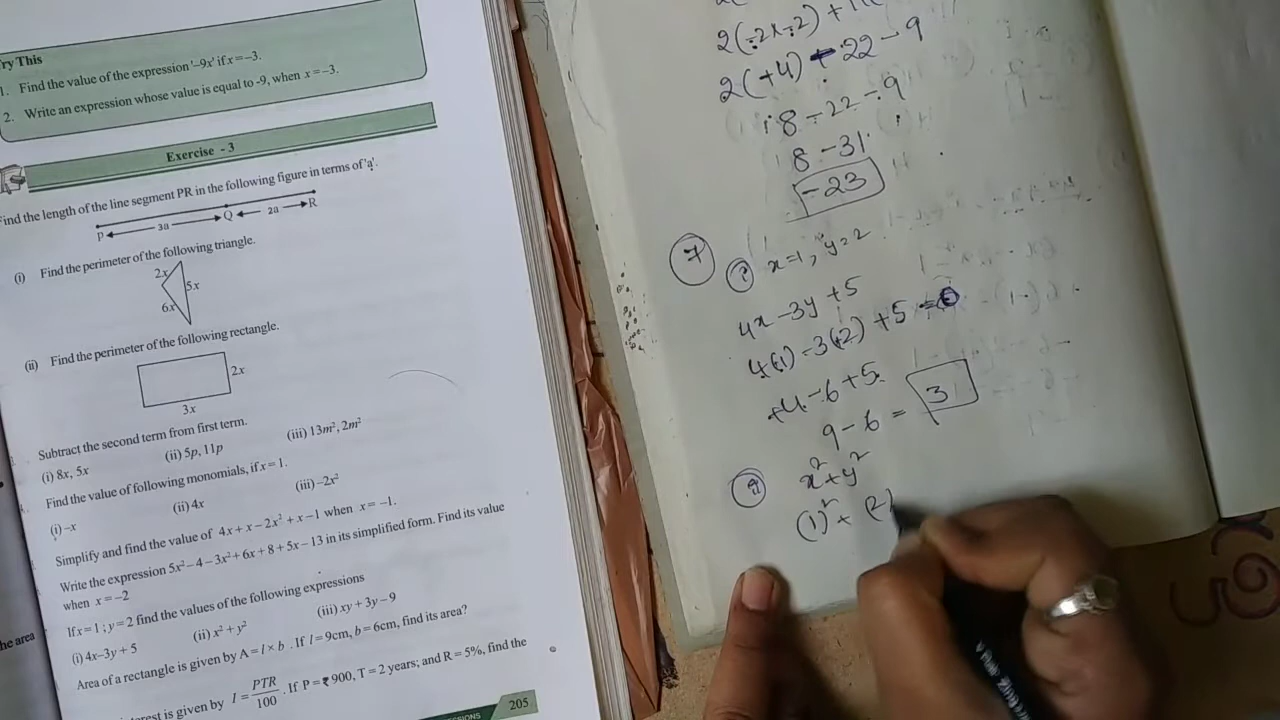 Try This
1. Find the value of the expression '–9x' if x = –3.
2. Write an expression whose value is equal to -9, when x = –3.
Exercise - 3
Find the length of the line segment PR in the following figure in terms of 'a'.
P 3a Q 2a R
(i) Find the perimeter of the following triangle.
2x
5x
6x
(ii) Find the perimeter of the following rectangle.
2x
3x
Subtract the second term from first term.
(i) 8x, 5x (ii) 5p, 11p (iii) 13m², 2m²
Find the value of following monomials, if x = 1.
(i) –x (ii) 4x (iii) –2x²
Simplify and find the value of 4x + x – 2x² + x – 1 when x = –1.
Write the expression 5x² – 4 – 3x² + 6x + 8 + 5x – 13 in its simplified form. Find its value
when x = –2
If x = 1 ; y = 2 find the values of the following expressions
(i) 4x–3y + 5 (ii) x² + y² (iii) xy + 3y – 9
Area of a rectangle is given by A = l × b . If l = 9cm, b = 6cm, find its area?
is given by I = PTR/100 . If P = ₹ 900, T = 2 years; and R = 5%, find the
205
he area
2(-2x-2) +
2(+4) - 22 - 9
8 - 22 - 9
8 - 31
-23
7 i x=1, y=2
4x - 3y + 5
4(1) - 3(2) + 5
+4 - 6 + 5
9 - 6 = 3
ii x² + y²
(1)² + (2)